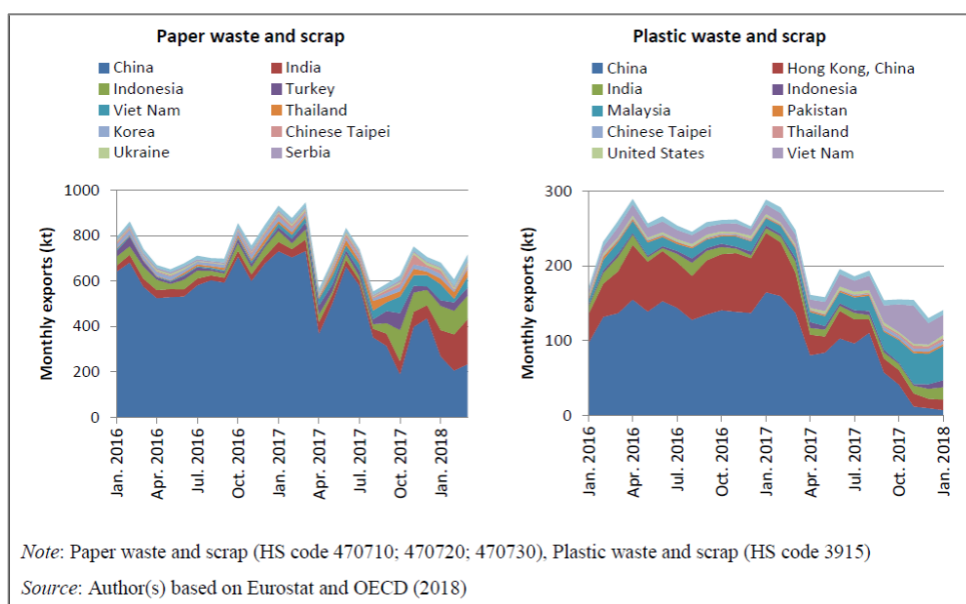 Paper waste and scrap
China
India
Indonesia
Turkey
Viet Nam
Thailand
Korea
Chinese Taipei
Ukraine
Serbia
Monthly exports (kt)
1000
800
600
400
200
0
Jan. 2016
Apr. 2016
Jul. 2016
Oct. 2016
Jan. 2017
Apr. 2017
Jul. 2017
Oct. 2017
Jan. 2018
Plastic waste and scrap
China
Hong Kong, China
India
Indonesia
Malaysia
Pakistan
Chinese Taipei
Thailand
United States
Viet Nam
Monthly exports (kt)
300
200
100
0
Jan. 2016
Apr. 2016
Jul. 2016
Oct. 2016
Jan. 2017
Apr. 2017
Jul. 2017
Oct. 2017
Jan. 2018
Note: Paper waste and scrap (HS code 470710; 470720; 470730), Plastic waste and scrap (HS code 3915)
Source: Author(s) based on Eurostat and OECD (2018)